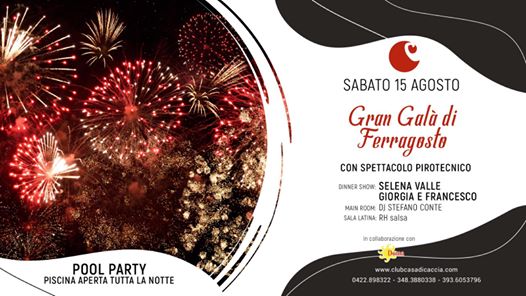 SABATO 15 AGOSTO
Gran Galà di
Ferragosto
CON SPETTACOLO PIROTECNICO
DINNER SHOW: SELENA VALLE
GIORGIA E FRANCESCO
MAIN ROOM: DJ STEFANO CONTE
SALA LATINA: RH salsa
In collaborazione con
www.clubcasadicaccia.com
0422.898322 - 348.3880338 - 393.6053796
POOL PARTY
PISCINA APERTA TUTTA LA NOTTE